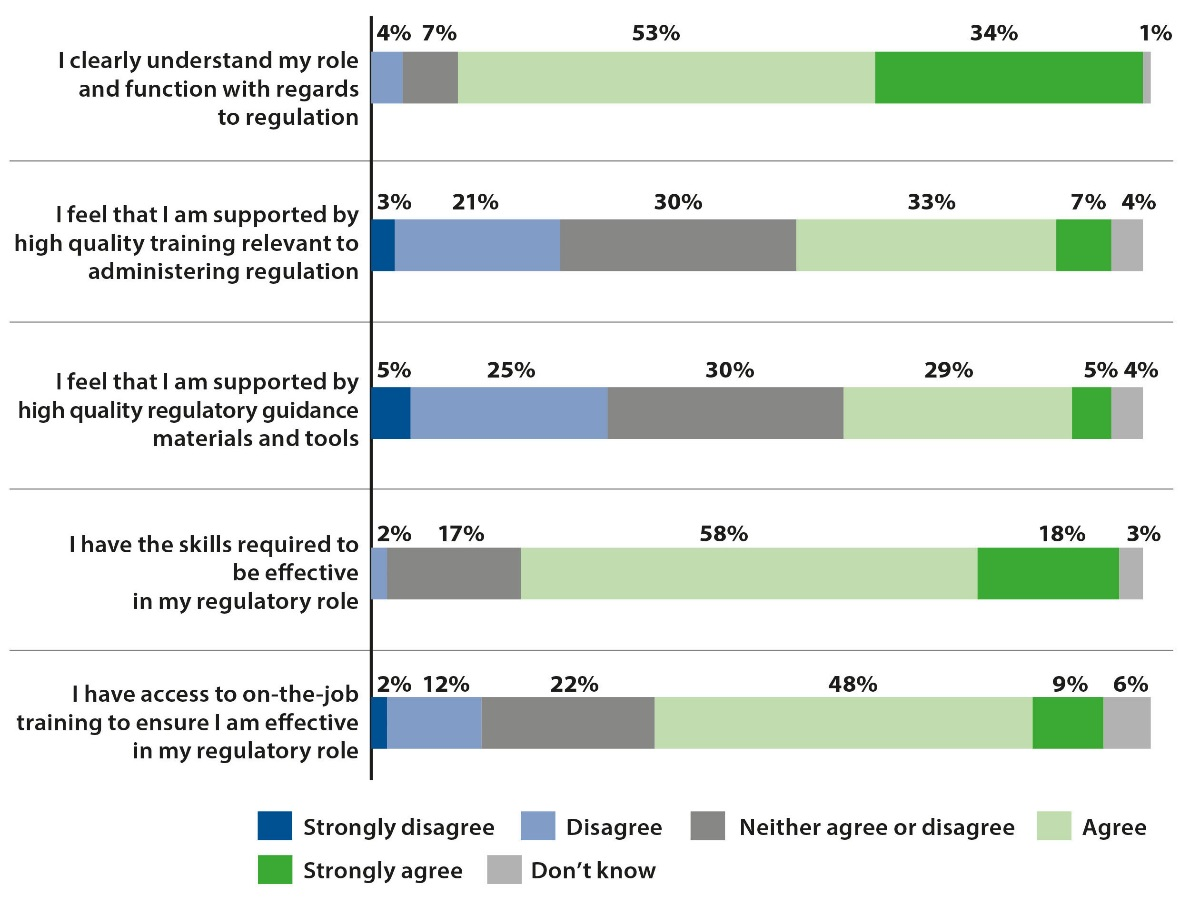 4% 7% 53% 34% 1%
I clearly understand my role
and function with regards
to regulation
3% 21% 30% 33% 7% 4%
I feel that I am supported by
high quality training relevant to
administering regulation
5% 25% 30% 29% 5% 4%
I feel that I am supported by
high quality regulatory guidance
materials and tools
2% 17% 58% 18% 3%
I have the skills required to
be effective
in my regulatory role
2% 12% 22% 48% 9% 6%
I have access to on-the-job
training to ensure I am effective
in my regulatory role
Strongly disagree Disagree Neither agree or disagree Agree
Strongly agree Don’t know